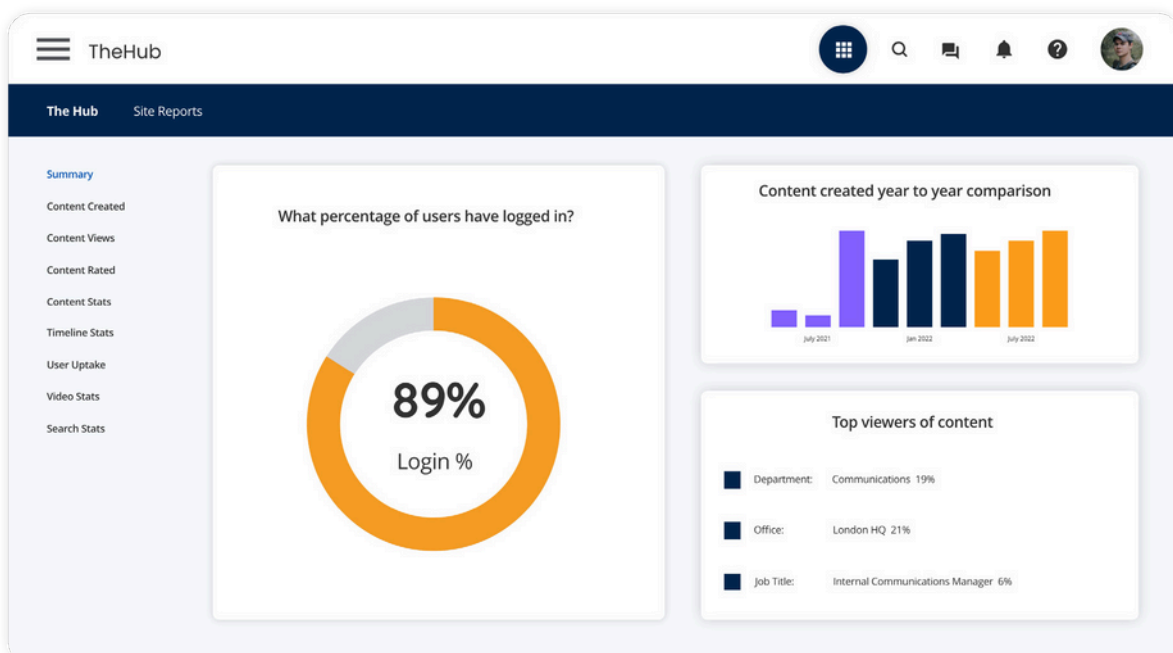 TheHub
The Hub Site Reports
Summary
Content Created
Content Views
Content Rated
Content Stats
Timeline Stats
User Uptake
Video Stats
Search Stats
What percentage of users have logged in?
89%
Login %
Content created year to year comparison
July 2021 Jan 2022 July 2022
Top viewers of content
Department: Communications 19%
Office: London HQ 21%
Job Title: Internal Communications Manager 6%